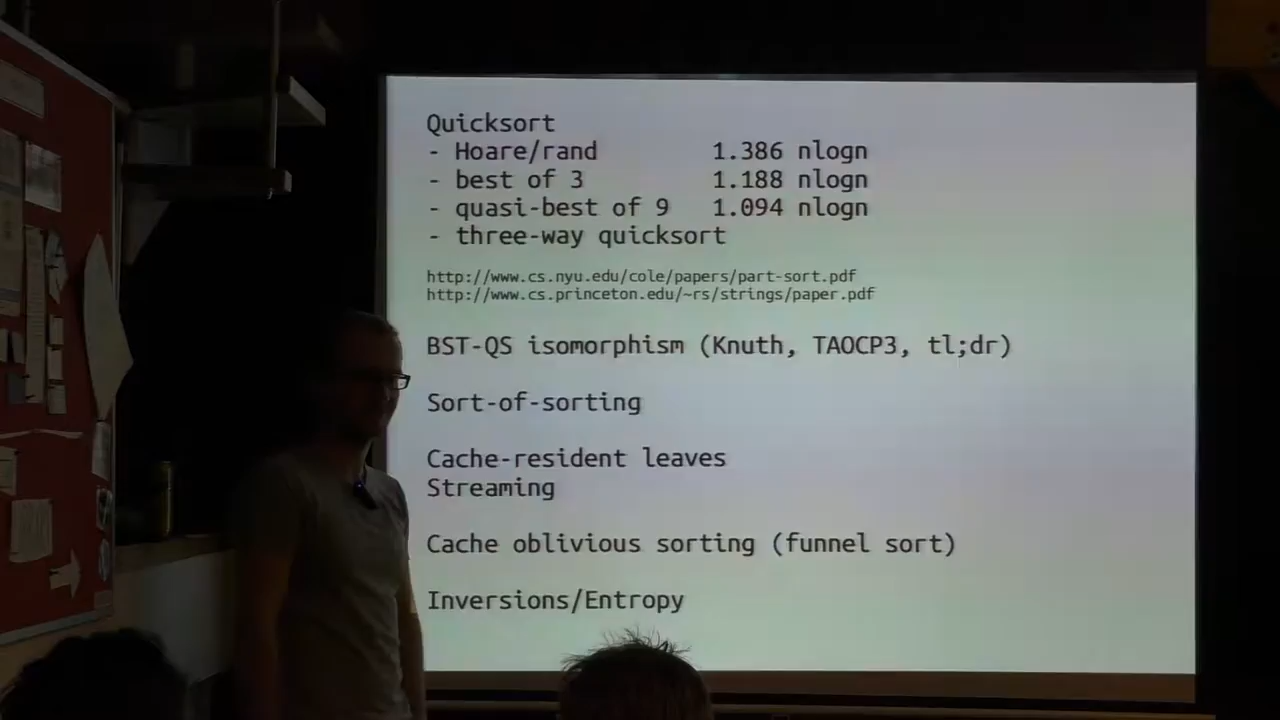 Quicksort
- Hoare/rand 1.386 nlogn
- best of 3 1.188 nlogn
- quasi-best of 9 1.094 nlogn
- three-way quicksort
http://www.cs.nyu.edu/cole/papers/part-sort.pdf
http://www.cs.princeton.edu/~rs/strings/paper.pdf
BST-QS isomorphism (Knuth, TAOCP3, tl;dr)
Sort-of-sorting
Cache-resident leaves
Streaming
Cache oblivious sorting (funnel sort)
Inversions/Entropy